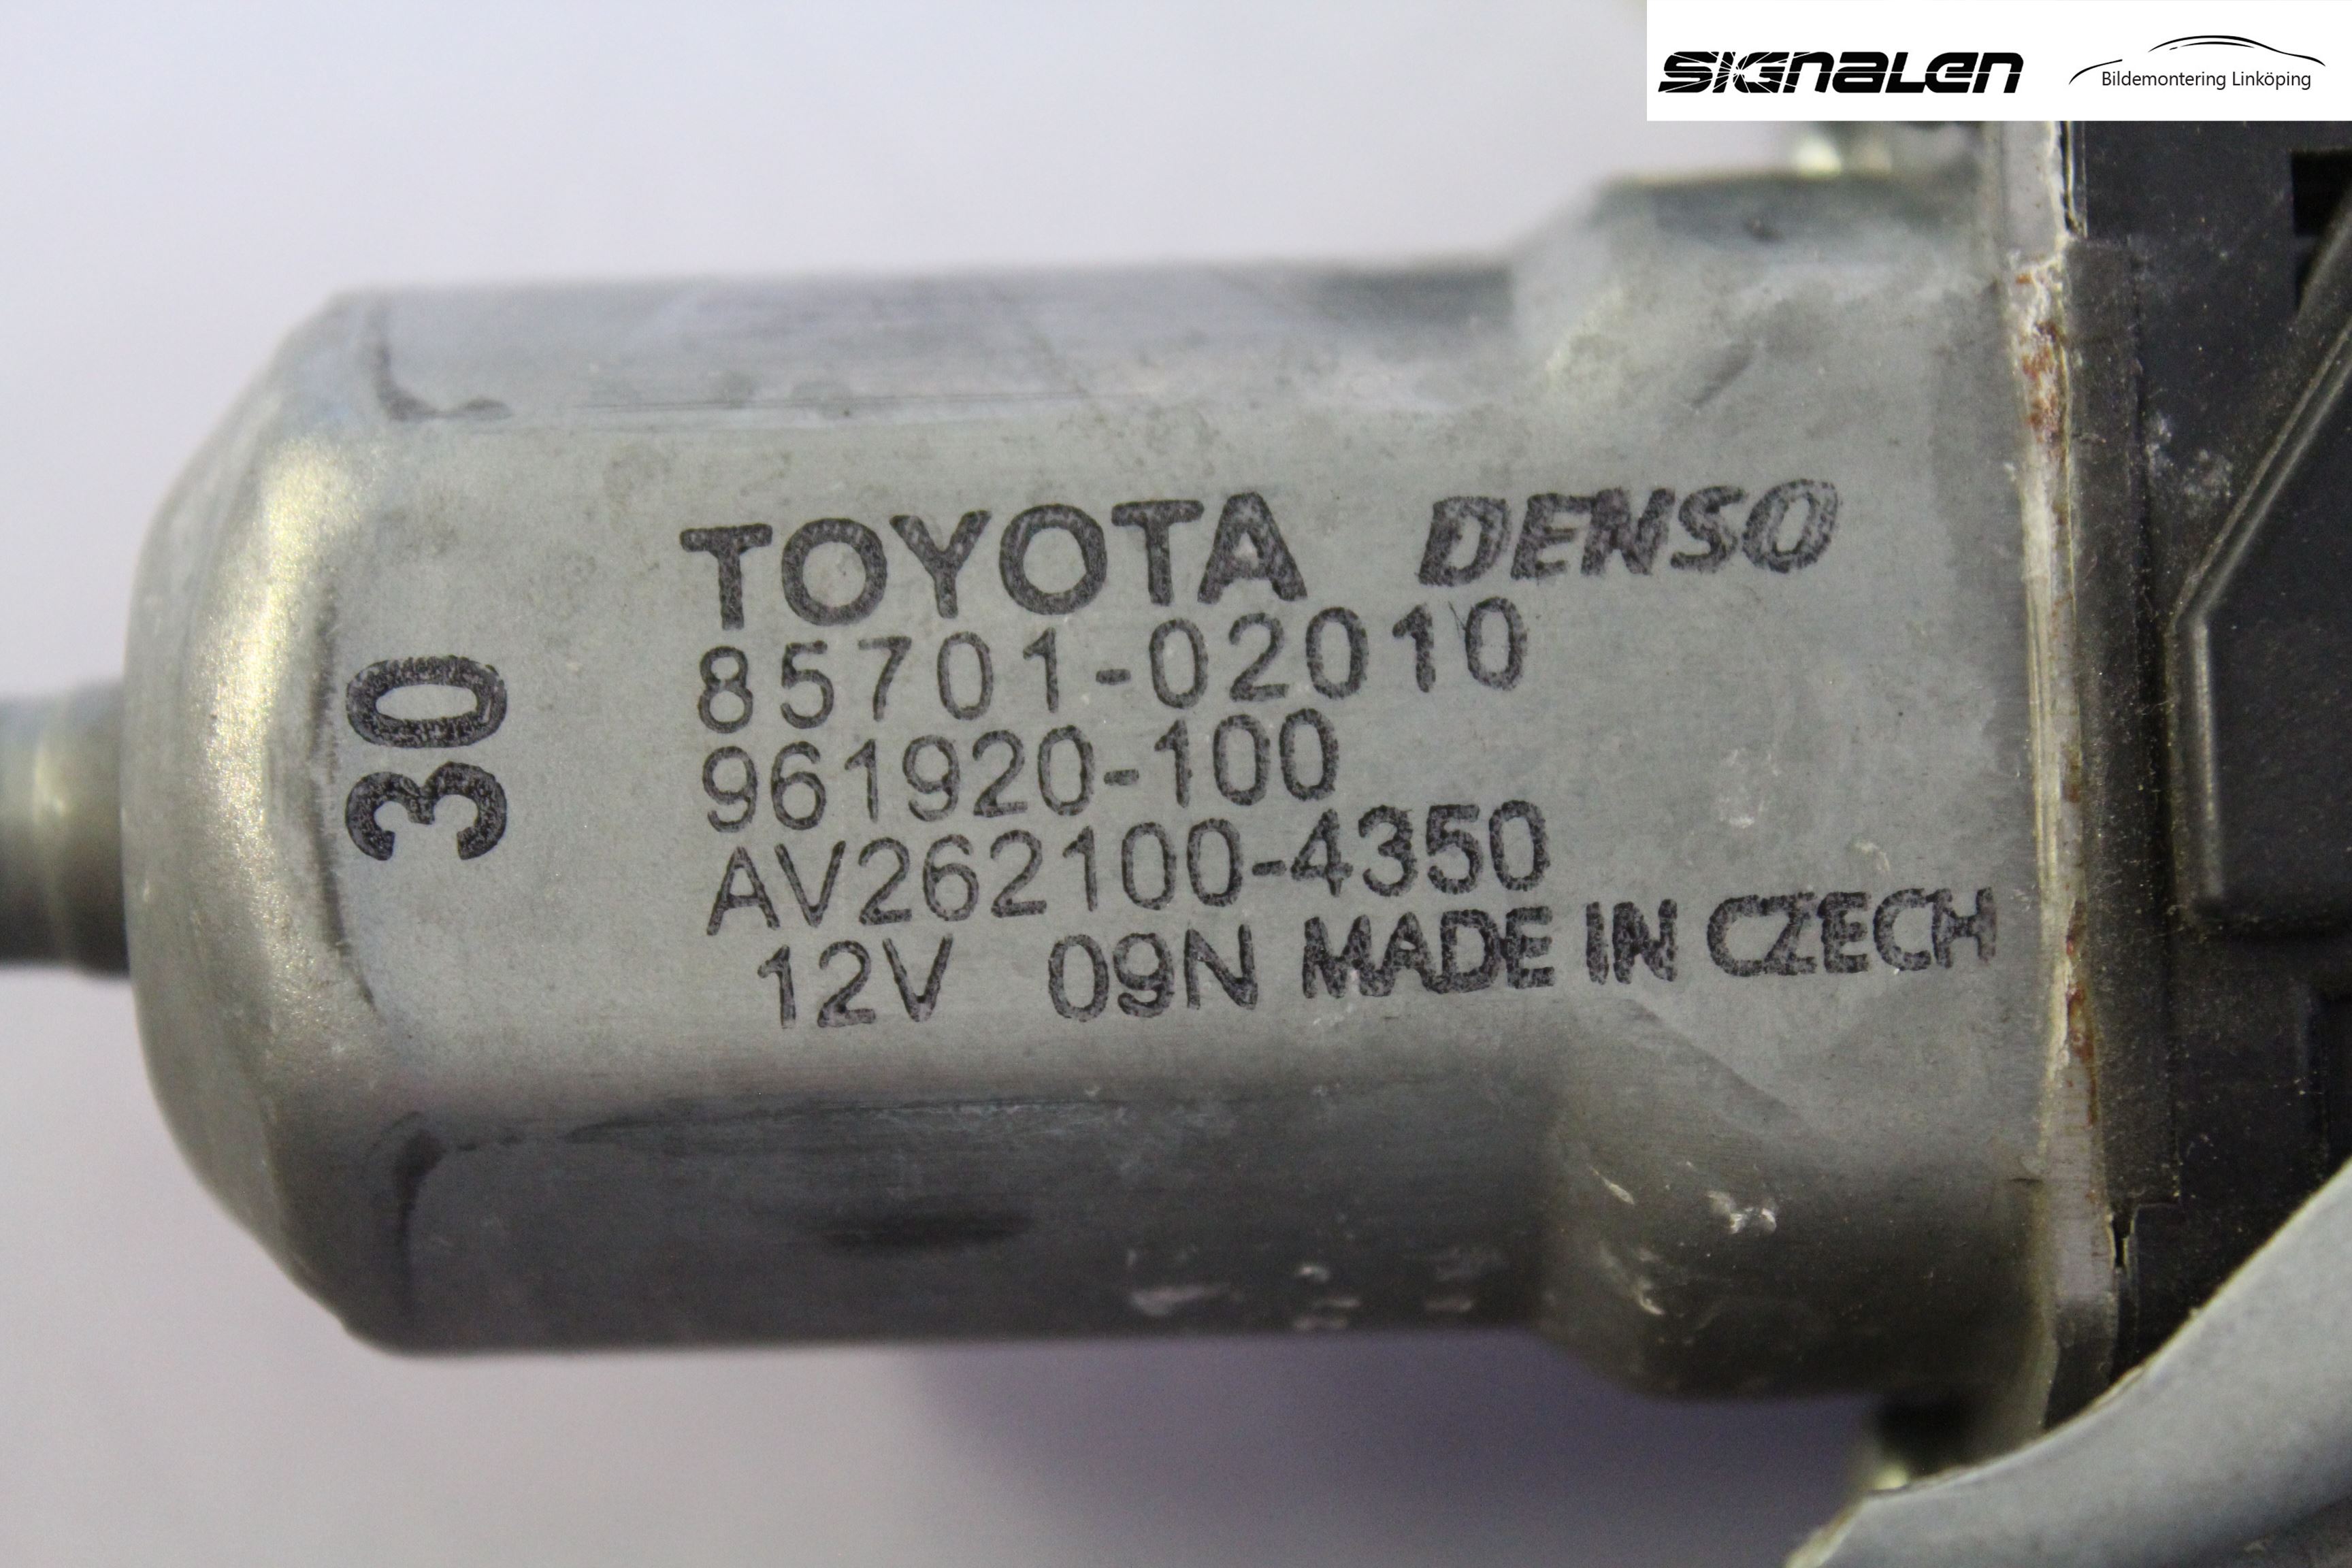 SIGNALEN
Bildemontering Linköping
TOYOTA DENSO
85701-02010
961920-100
AV262100-4350
12V 09N MADE IN CZECH
30